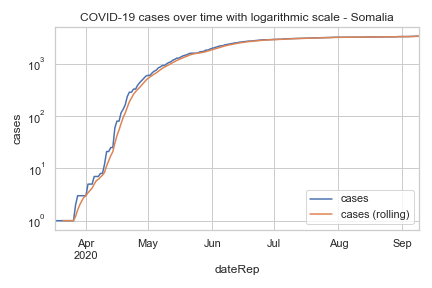 COVID-19 cases over time with logarithmic scale - Somalia
cases
10³
10²
10¹
10⁰
Apr
2020
May
Jun
Jul
Aug
Sep
dateRep
cases
cases (rolling)